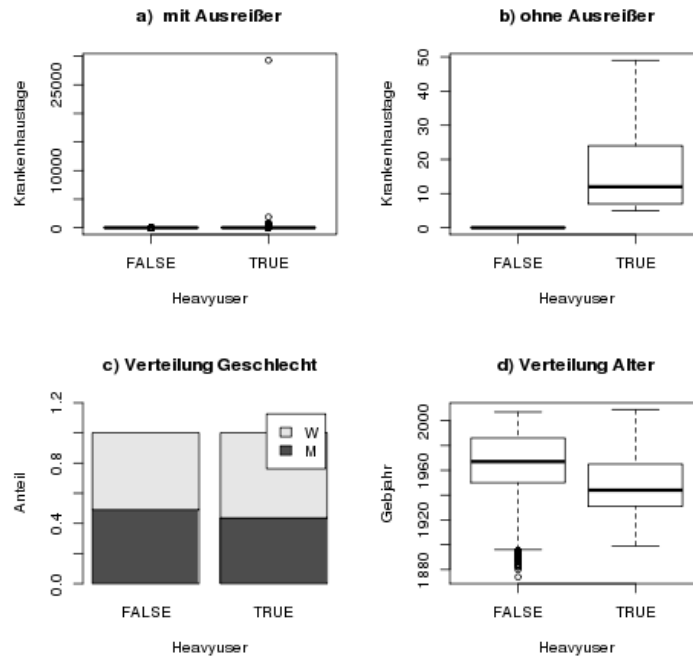 a) mit Ausreißer
Krankenhaustage
25000
10000
0
FALSE TRUE
Heavyuser
b) ohne Ausreißer
Krankenhaustage
50
40
30
20
10
0
FALSE TRUE
Heavyuser
c) Verteilung Geschlecht
Anteil
1.2
0.8
0.4
0.0
W
M
FALSE TRUE
Heavyuser
d) Verteilung Alter
Gebjahr
2000
1960
1920
1880
FALSE TRUE
Heavyuser